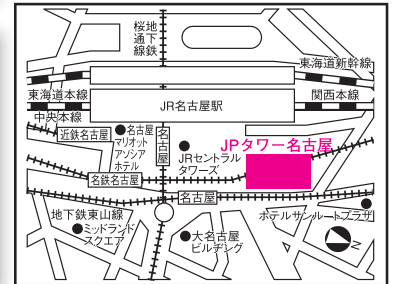 桜通線
地下鉄
東海道新幹線
東海道本線
JR名古屋駅
関西本線
中央本線
近鉄名古屋
名古屋
マリオット
アソシア
ホテル
名古屋
JRセントラル
タワーズ
JPタワー名古屋
名鉄名古屋
名古屋
地下鉄東山線
ミッドランド
スクエア
大名古屋
ビルヂング
ホテルサンルートプラザ
N